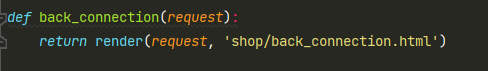 def back_connection(request):
    return render(request, 'shop/back_connection.html')